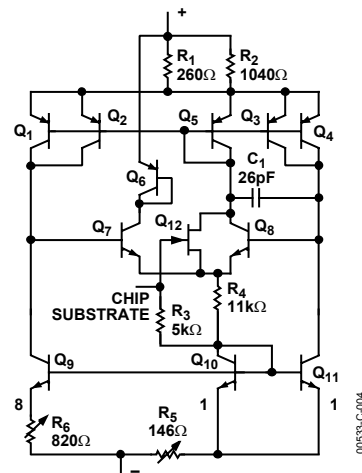 +
R1
260Ω
R2
1040Ω
Q1
Q2
Q5
Q3
Q4
C1
26pF
Q6
Q7
Q12
Q8
CHIP
SUBSTRATE
R3
5kΩ
R4
11kΩ
Q9
Q10
Q11
8
1
1
R6
820Ω
R5
146Ω
–
00533-C-004